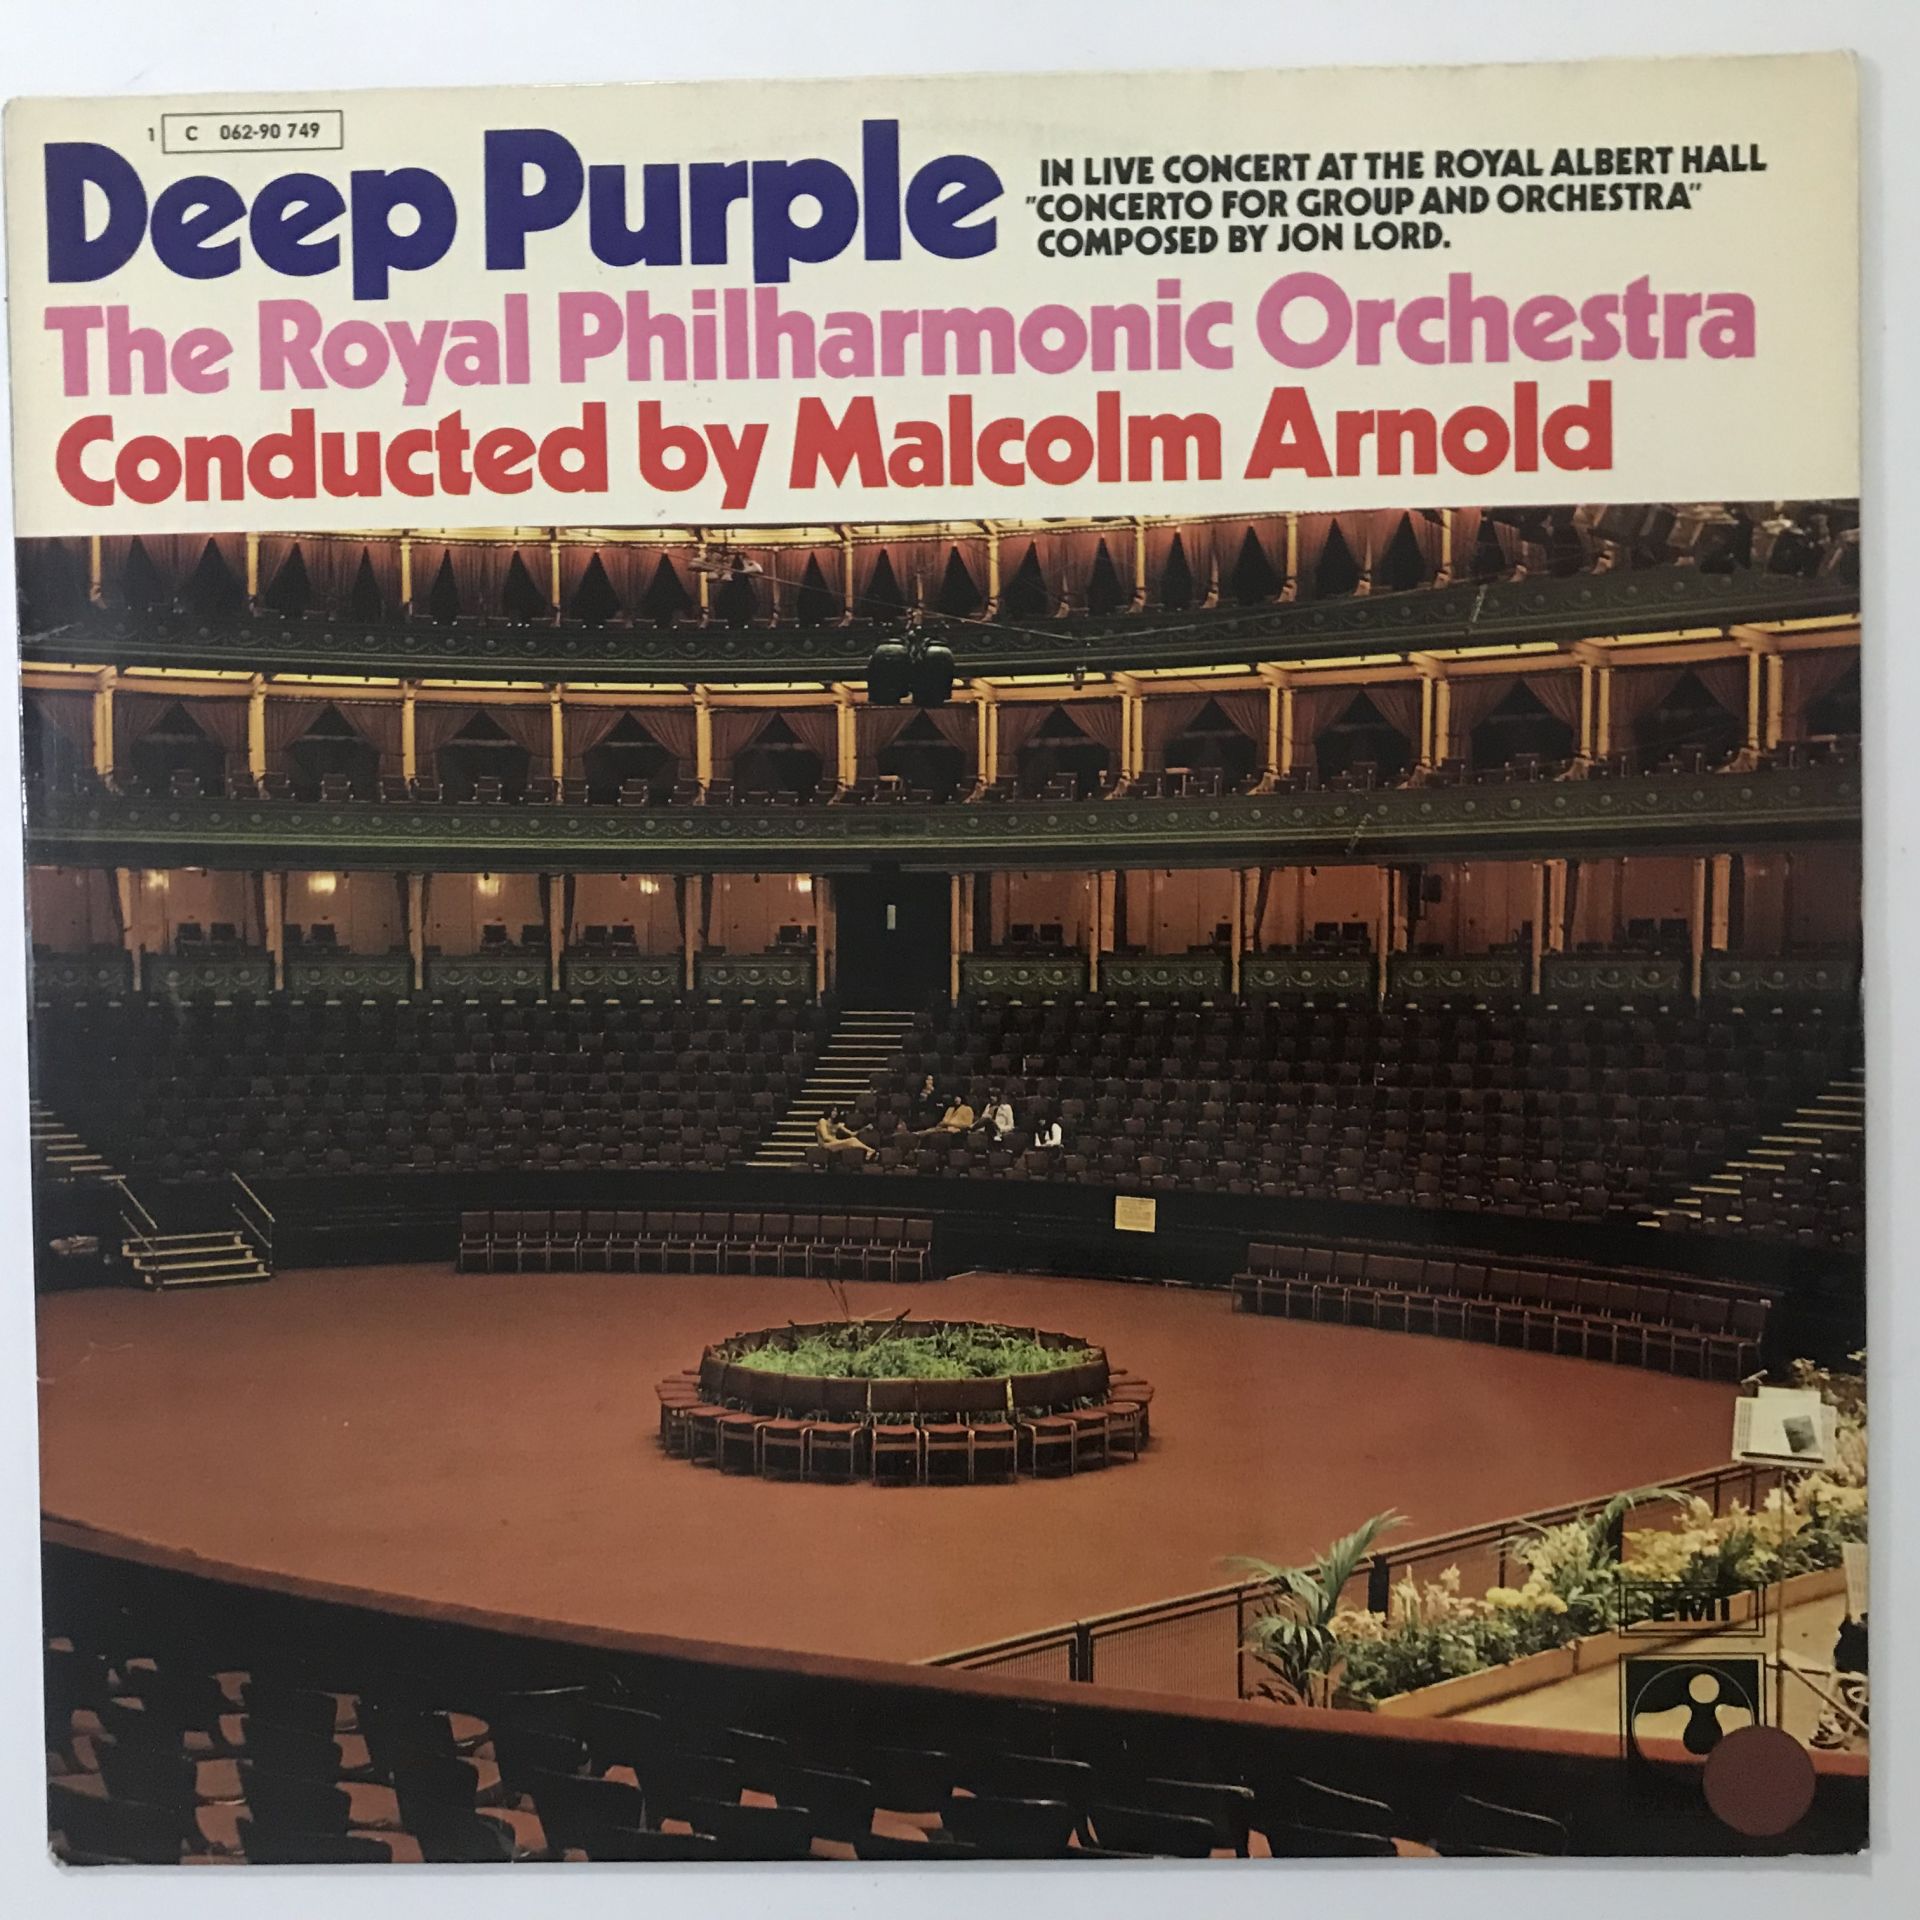 1 C 062-90 749
Deep Purple
IN LIVE CONCERT AT THE ROYAL ALBERT HALL
"CONCERTO FOR GROUP AND ORCHESTRA"
COMPOSED BY JON LORD.
The Royal Philharmonic Orchestra
Conducted by Malcolm Arnold
EMI